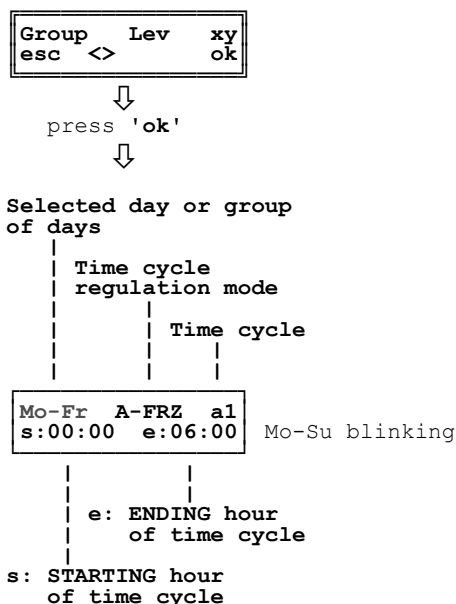 Group Lev xy
esc <> ok
press 'ok'
Selected day or group
of days
Time cycle
regulation mode
Time cycle
Mo-Fr A-FRZ a1
s:00:00 e:06:00 Mo-Su blinking
e: ENDING hour
of time cycle
s: STARTING hour
of time cycle